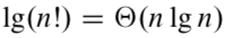 lg(n!) = Θ(n lg n)